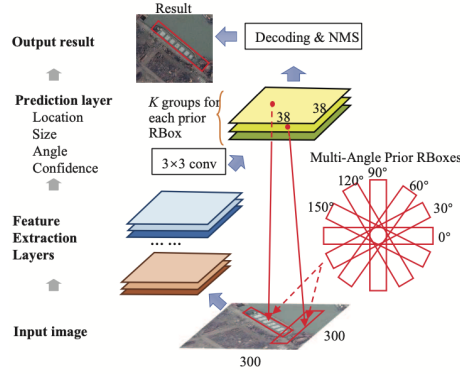 Result
Output result
Decoding & NMS
Prediction layer
Location
Size
Angle
Confidence
K groups for
each prior
RBox
38
38
3×3 conv
Multi-Angle Prior RBoxes
90°
120°
60°
150°
30°
0°
Feature
Extraction
Layers
... ...
Input image
300
300